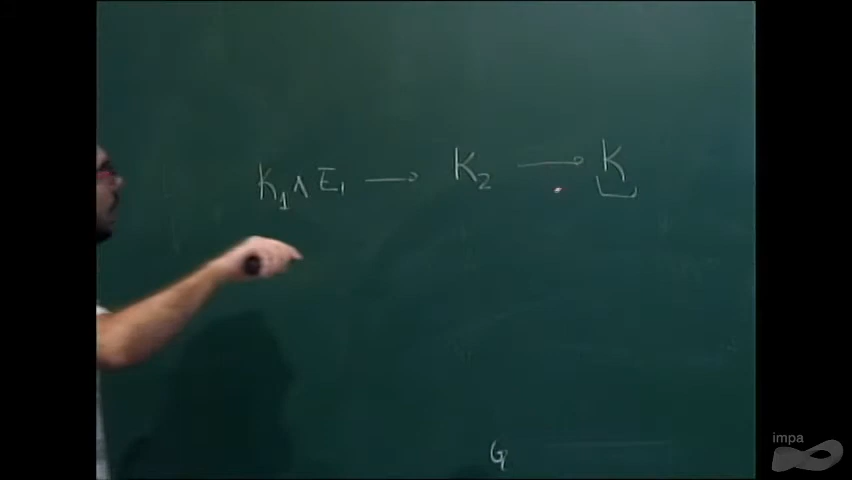 K₁ ∧ E₁ → K₂ → K
G
impa